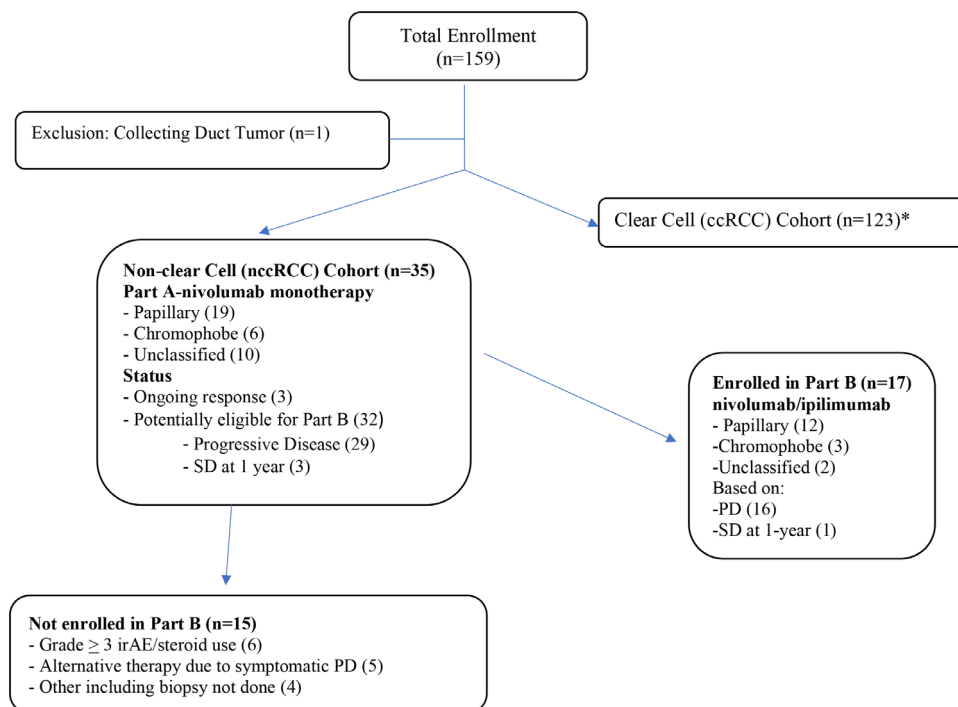 Total Enrollment
(n=159)
Exclusion: Collecting Duct Tumor (n=1)
Clear Cell (ccRCC) Cohort (n=123)*
Non-clear Cell (nccRCC) Cohort (n=35)
Part A-nivolumab monotherapy
- Papillary (19)
- Chromophobe (6)
- Unclassified (10)
Status
- Ongoing response (3)
- Potentially eligible for Part B (32)
- Progressive Disease (29)
- SD at 1 year (3)
Enrolled in Part B (n=17)
nivolumab/ipilimumab
- Papillary (12)
-Chromophobe (3)
-Unclassified (2)
Based on:
-PD (16)
-SD at 1-year (1)
Not enrolled in Part B (n=15)
- Grade ≥ 3 irAE/steroid use (6)
- Alternative therapy due to symptomatic PD (5)
- Other including biopsy not done (4)